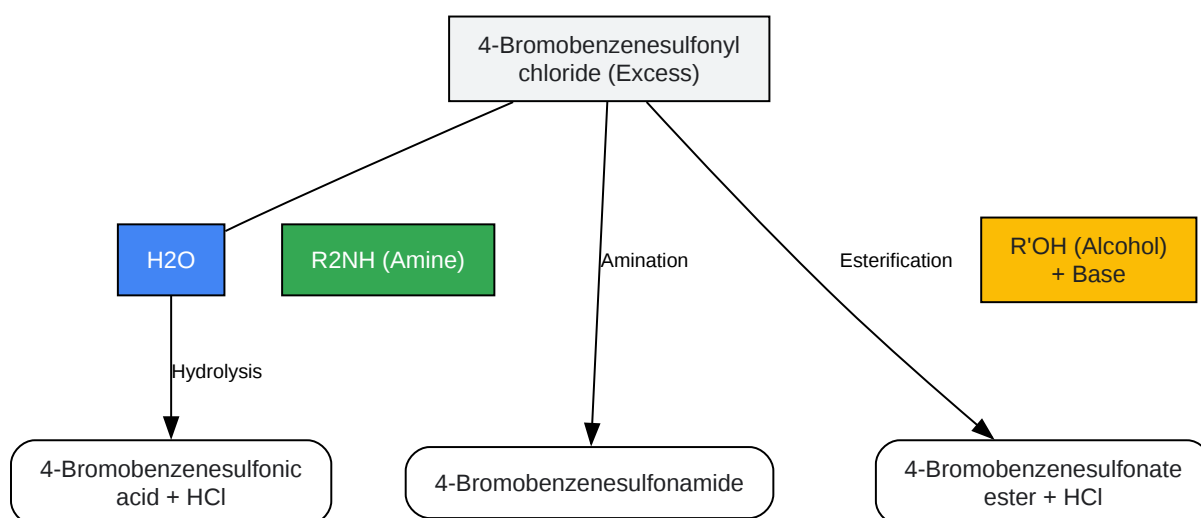 4-Bromobenzenesulfonyl
chloride (Excess)
H2O
R2NH (Amine)
Amination
Esterification
R'OH (Alcohol)
+ Base
Hydrolysis
4-Bromobenzenesulfonic
acid + HCl
4-Bromobenzenesulfonamide
4-Bromobenzenesulfonate
ester + HCl